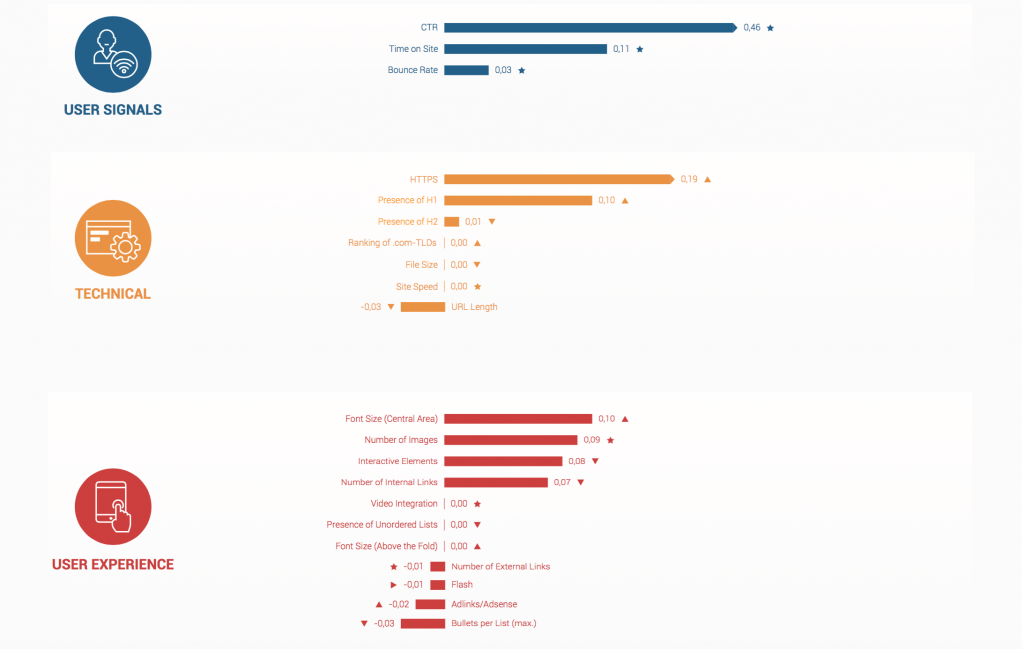 CTR 0,46
Time on Site 0,11
Bounce Rate 0,03
USER SIGNALS
HTTPS 0,19
Presence of H1 0,10
Presence of H2 0,01
Ranking of .com-TLDs 0,00
File Size 0,00
Site Speed 0,00
TECHNICAL
-0,03 URL Length
Font Size (Central Area) 0,10
Number of Images 0,09
Interactive Elements 0,08
Number of Internal Links 0,07
Video Integration 0,00
Presence of Unordered Lists 0,00
Font Size (Above the Fold) 0,00
USER EXPERIENCE
-0,01 Number of External Links
-0,01 Flash
-0,02 Adlinks/Adsense
-0,03 Bullets per List (max.)